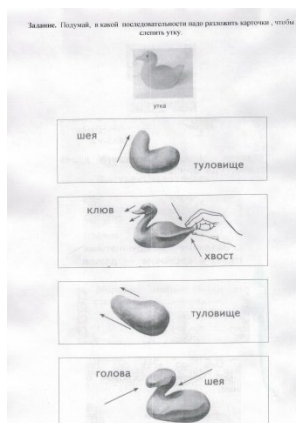 Задание. Подумай, в какой последовательности надо разложить карточки , чтобы
слепить утку.
утка
шея
туловище
клюв
хвост
туловище
голова
шея